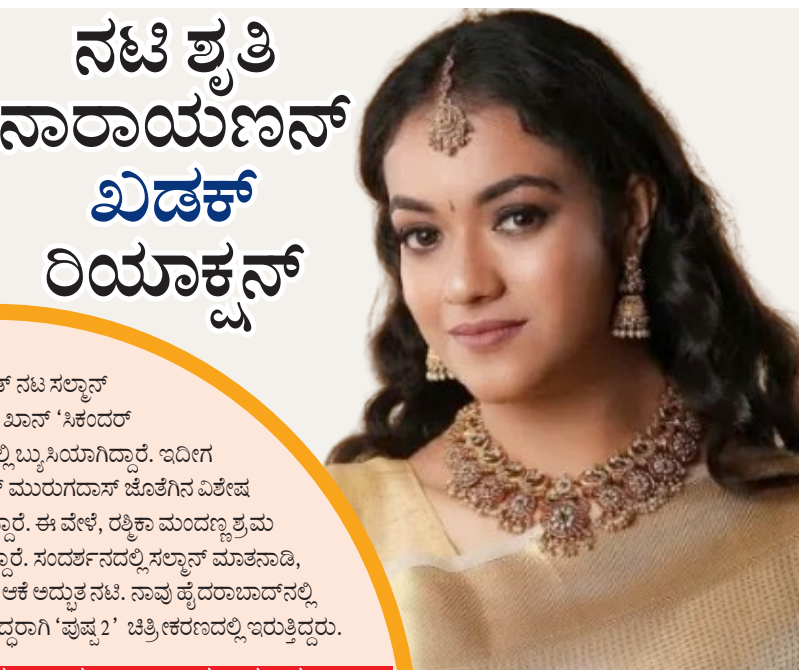 ನಟಿ ಶೃತಿ
ನಾರಾಯಣನ್
ಖಡಕ್
ರಿಯಾಕ್ಷನ್
ನಟ ಸಲ್ಮಾನ್
ಖಾನ್ ‘ಸಿಕಂದರ್
ಬ್ಯುಸಿಯಾಗಿದ್ದಾರೆ. ಇದೀಗ
ಮುರುಗದಾಸ್ ಜೊತೆಗಿನ ವಿಶೇಷ
ಈ ವೇಳೆ, ರಶ್ಮಿಕಾ ಮಂದಣ್ಣ ಶ್ರಮ
ಸಂದರ್ಶನದಲ್ಲಿ ಸಲ್ಮಾನ್ ಮಾತನಾಡಿ,
ಆಕೆ ಅದ್ಭುತ ನಟಿ. ನಾವು ಹೈದರಾಬಾದ್‌ನಲ್ಲಿ
‘ಪುಷ್ಪ 2’ ಚಿತ್ರೀಕರಣದಲ್ಲಿ ಇರುತ್ತಿದ್ದರು.